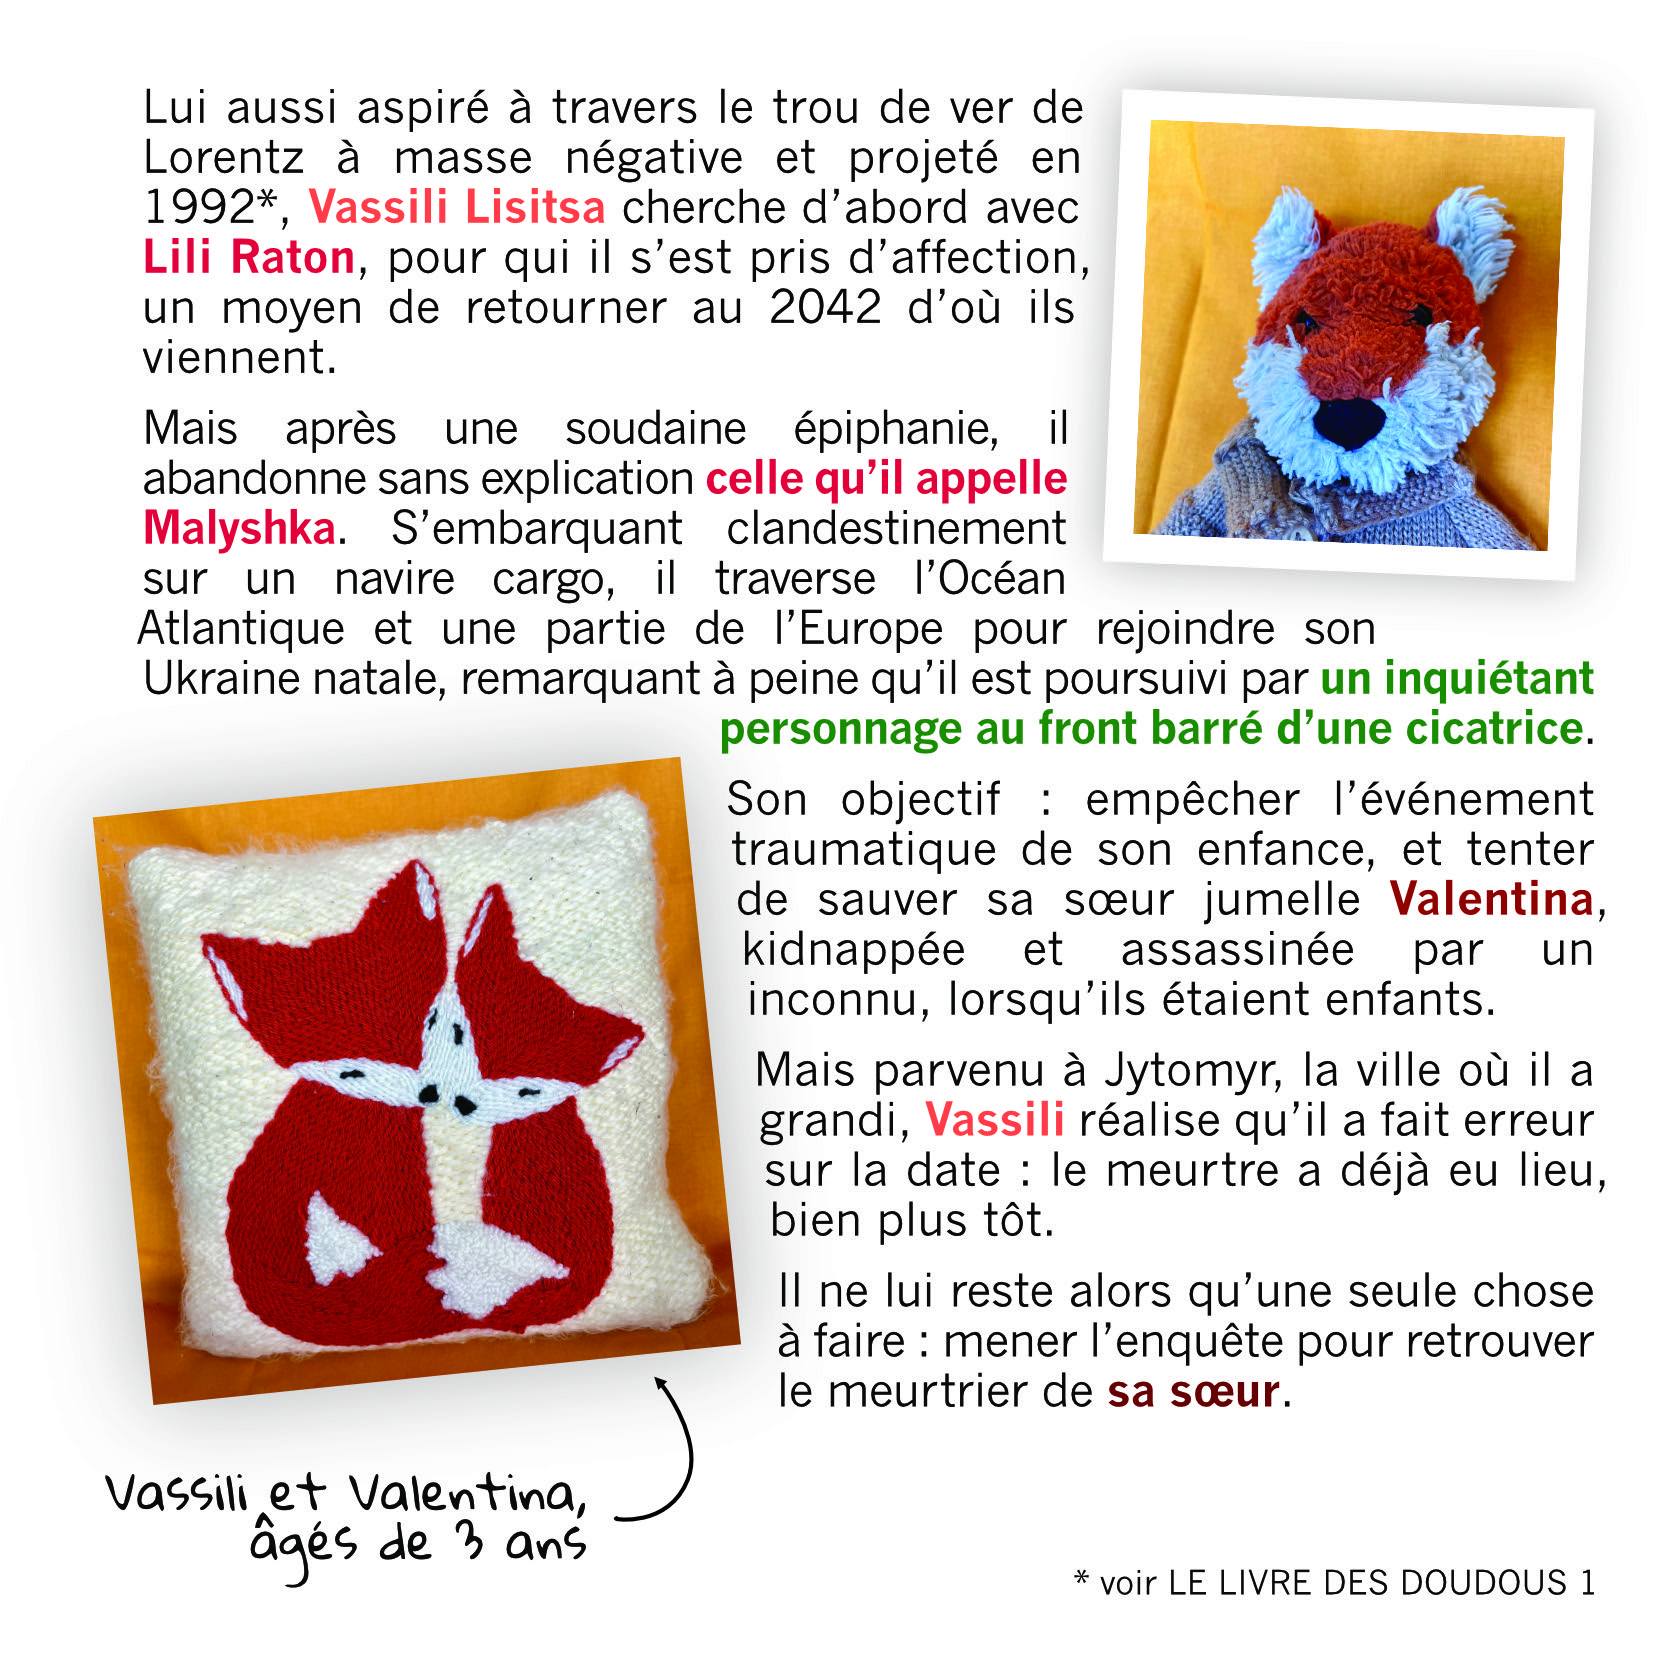 Lui aussi aspiré à travers le trou de ver de
Lorentz à masse négative et projeté en
1992*, Vassili Lisitsa cherche d’abord avec
Lili Raton, pour qui il s’est pris d’affection,
un moyen de retourner au 2042 d’où ils
viennent.
Mais après une soudaine épiphanie, il
abandonne sans explication celle qu’il appelle
Malyshka. S’embarquant clandestinement
sur un navire cargo, il traverse l’Océan
Atlantique et une partie de l’Europe pour rejoindre son
Ukraine natale, remarquant à peine qu’il est poursuivi par un inquiétant
personnage au front barré d’une cicatrice.
Son objectif : empêcher l’événement
traumatique de son enfance, et tenter
de sauver sa sœur jumelle Valentina,
kidnappée et assassinée par un
inconnu, lorsqu’ils étaient enfants.
Mais parvenu à Jytomyr, la ville où il a
grandi, Vassili réalise qu’il a fait erreur
sur la date : le meurtre a déjà eu lieu,
bien plus tôt.
Il ne lui reste alors qu’une seule chose
à faire : mener l’enquête pour retrouver
le meurtrier de sa sœur.
Vassili et Valentina,
âgés de 3 ans
* voir LE LIVRE DES DOUDOUS 1